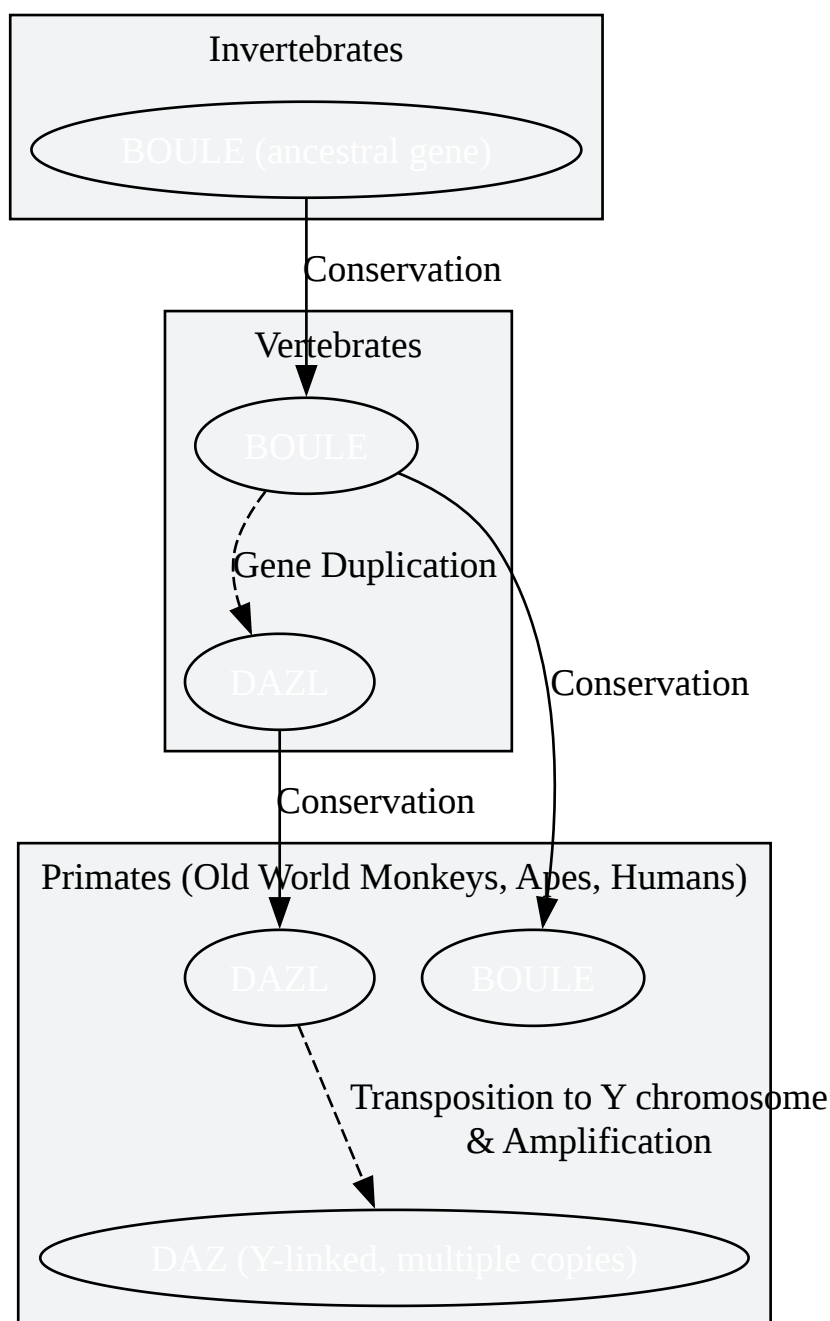 Invertebrates
BOULE (ancestral gene)
Conservation
Vertebrates
BOULE
Gene Duplication
DAZL
Conservation
Conservation
Primates (Old World Monkeys, Apes, Humans)
DAZL
BOULE
Transposition to Y chromosome
& Amplification
DAZ (Y-linked, multiple copies)